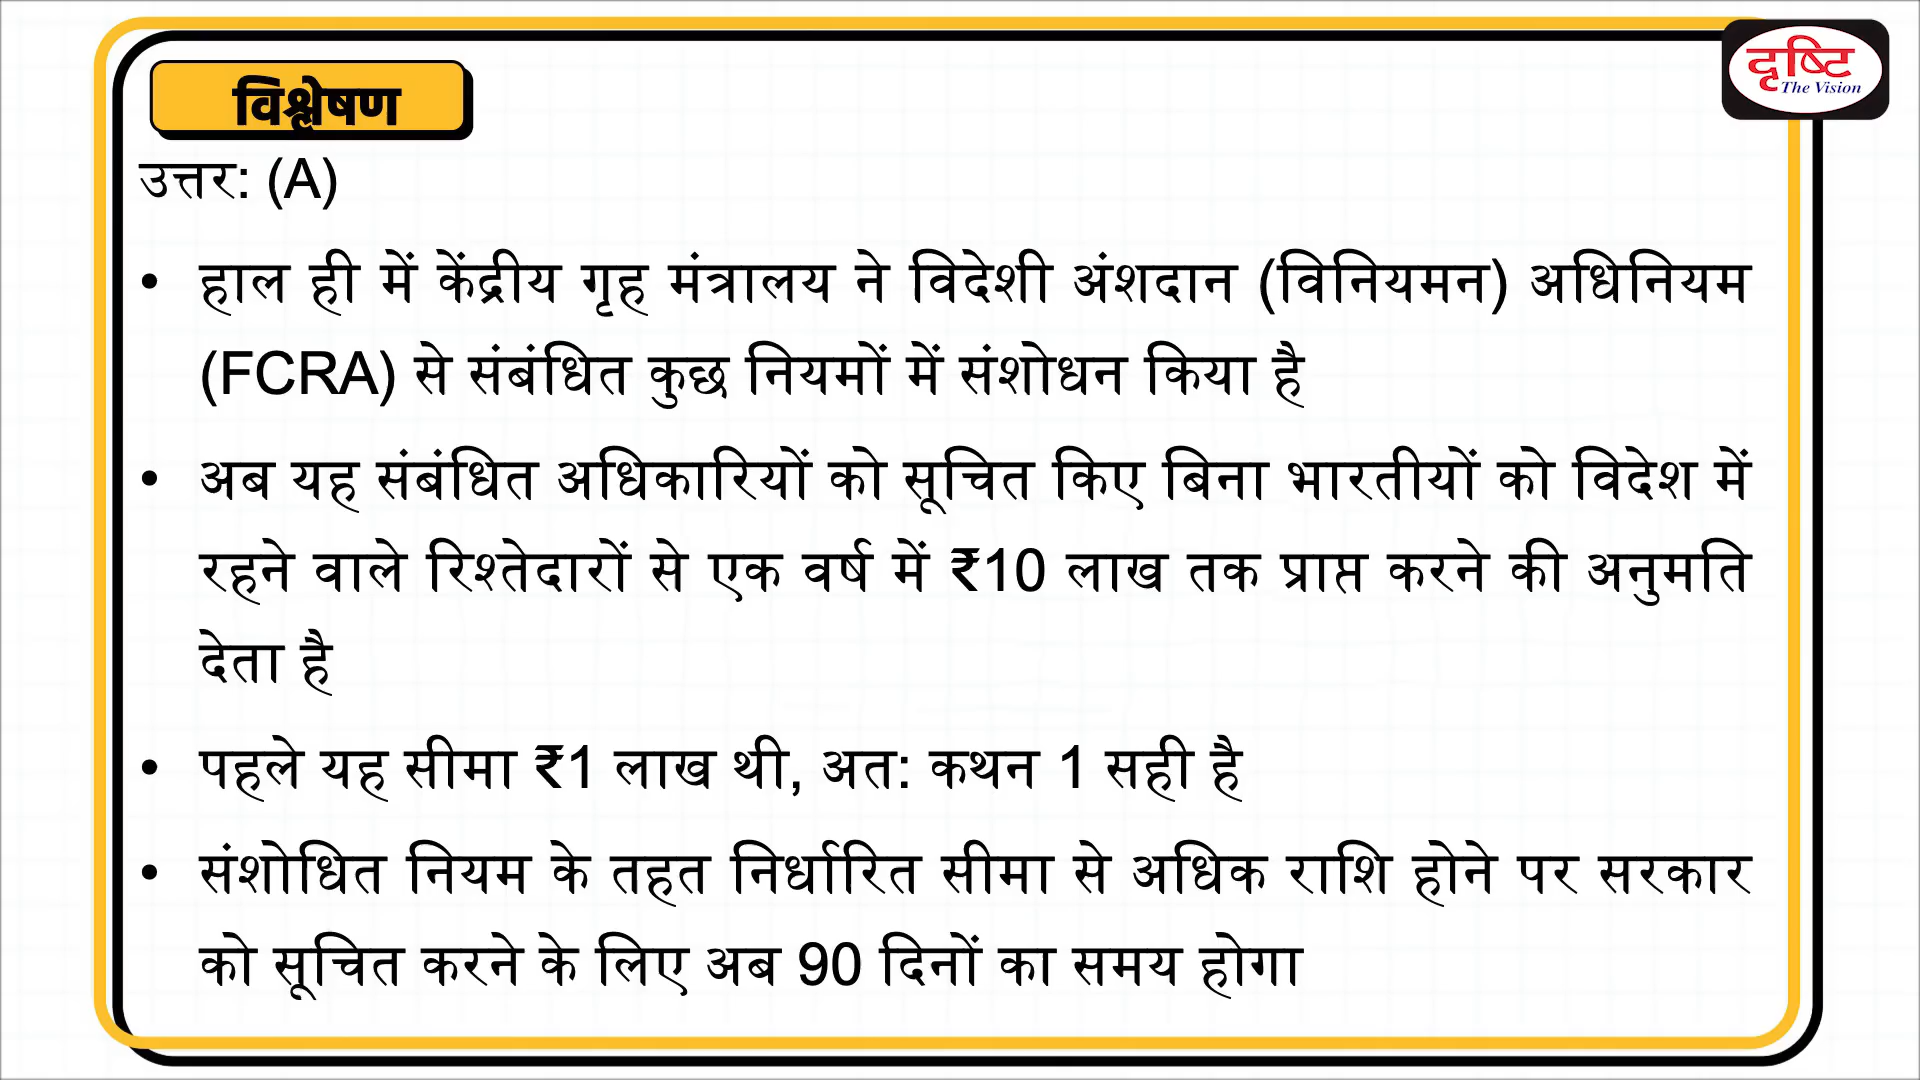 विश्लेषण
दृष्टि
The Vision
उत्तर: (A)
• हाल ही में केंद्रीय गृह मंत्रालय ने विदेशी अंशदान (विनियमन) अधिनियम
(FCRA) से संबंधित कुछ नियमों में संशोधन किया है
• अब यह संबंधित अधिकारियों को सूचित किए बिना भारतीयों को विदेश में
रहने वाले रिश्तेदारों से एक वर्ष में ₹10 लाख तक प्राप्त करने की अनुमति
देता है
• पहले यह सीमा ₹1 लाख थी, अत: कथन 1 सही है
• संशोधित नियम के तहत निर्धारित सीमा से अधिक राशि होने पर सरकार
को सूचित करने के लिए अब 90 दिनों का समय होगा